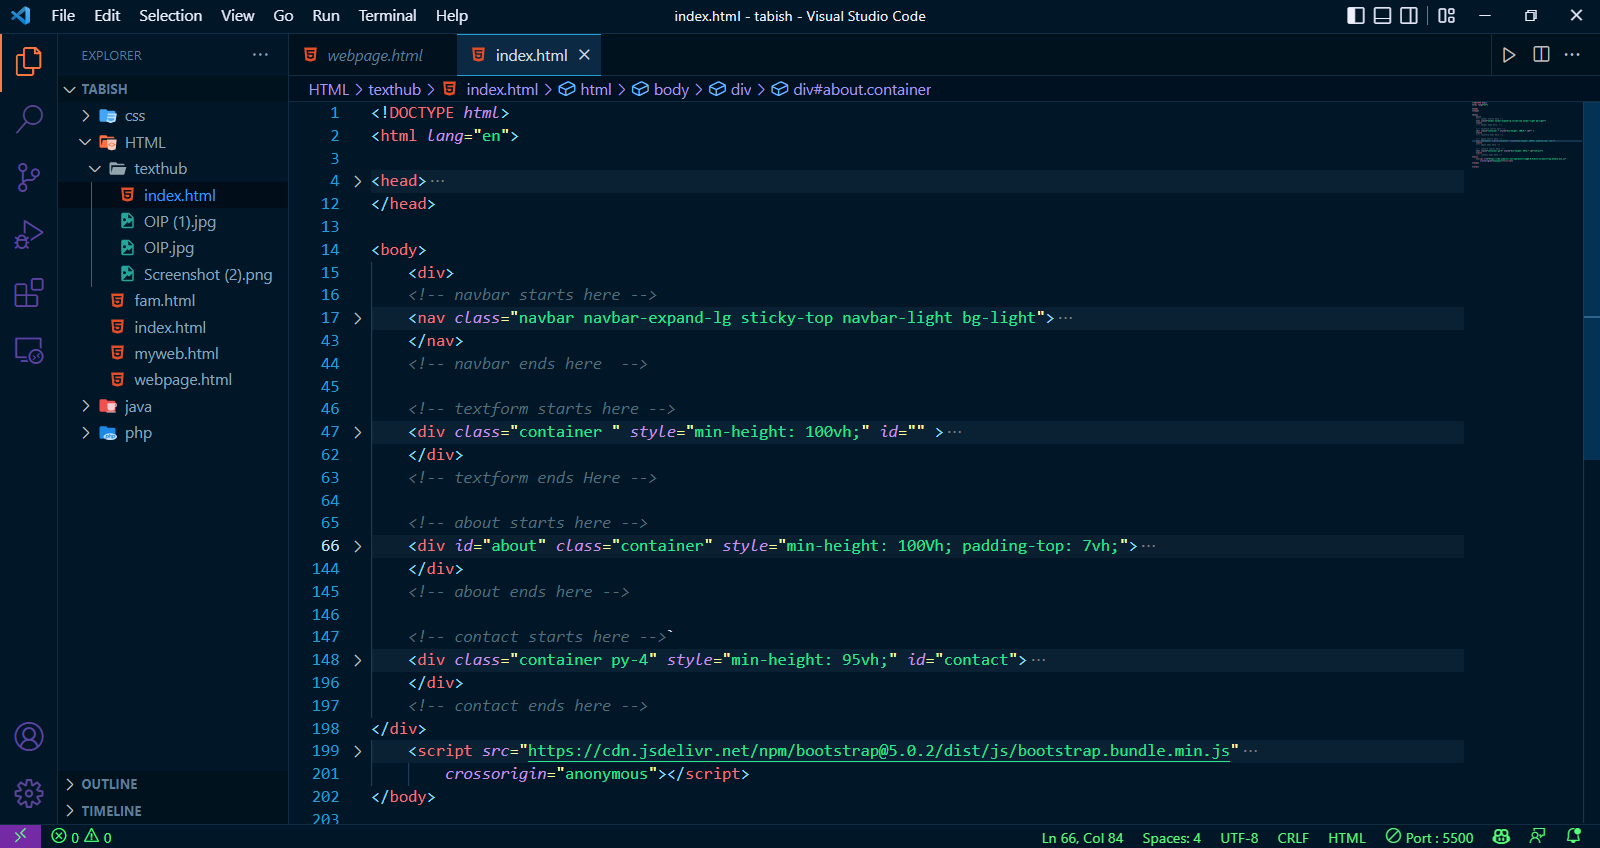 File Edit Selection View Go Run Terminal Help
index.html - tabish - Visual Studio Code
EXPLORER
TABISH
css
HTML
texthub
index.html
OIP (1).jpg
OIP.jpg
Screenshot (2).png
fam.html
index.html
myweb.html
webpage.html
java
php
OUTLINE
TIMELINE
webpage.html
index.html
HTML > texthub > index.html > html > body > div > div#about.container
1 <!DOCTYPE html>
2 <html lang="en">
3
4 <head>···
12 </head>
13
14 <body>
15 <div>
16 <!-- navbar starts here -->
17 <nav class="navbar navbar-expand-lg sticky-top navbar-light bg-light">···
43 </nav>
44 <!-- navbar ends here  -->
45
46 <!-- textform starts here -->
47 <div class="container " style="min-height: 100vh;" id="" >···
62 </div>
63 <!-- textform ends Here -->
64
65 <!-- about starts here -->
66 <div id="about" class="container" style="min-height: 100Vh; padding-top: 7vh;">···
144 </div>
145 <!-- about ends here -->
146
147 <!-- contact starts here -->`
148 <div class="container py-4" style="min-height: 95vh;" id="contact">···
196 </div>
197 <!-- contact ends here -->
198 </div>
199 <script src="https://cdn.jsdelivr.net/npm/bootstrap@5.0.2/dist/js/bootstrap.bundle.min.js"···
201 crossorigin="anonymous"></script>
202 </body>
203
0 0
Ln 66, Col 84 Spaces: 4 UTF-8 CRLF HTML Port : 5500